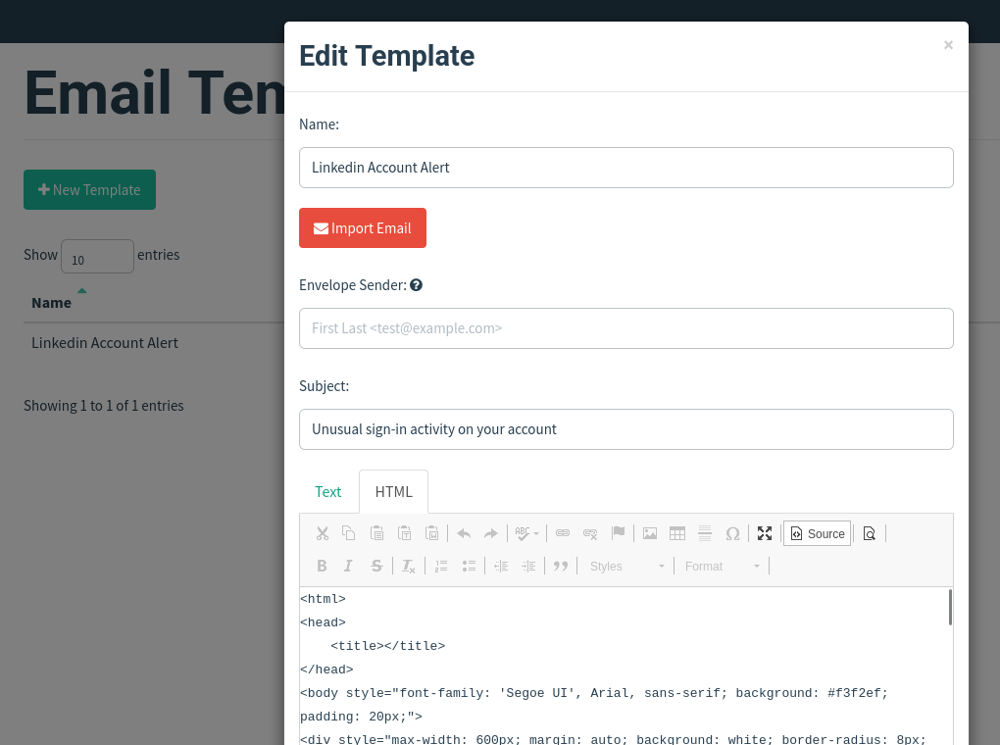 Edit Template
×
Email Tem
Name:
Linkedin Account Alert
New Template
Import Email
Show 10 entries
Envelope Sender:
Name
First Last <test@example.com>
Linkedin Account Alert
Subject:
Showing 1 to 1 of 1 entries
Unusual sign-in activity on your account
Text HTML
ABC Ω Source
B I S Tx Styles Format
<html>
<head>
    <title></title>
</head>
<body style="font-family: 'Segoe UI', Arial, sans-serif; background: #f3f2ef;
padding: 20px;">
<div style="max-width: 600px; margin: auto; background: white; border-radius: 8px;